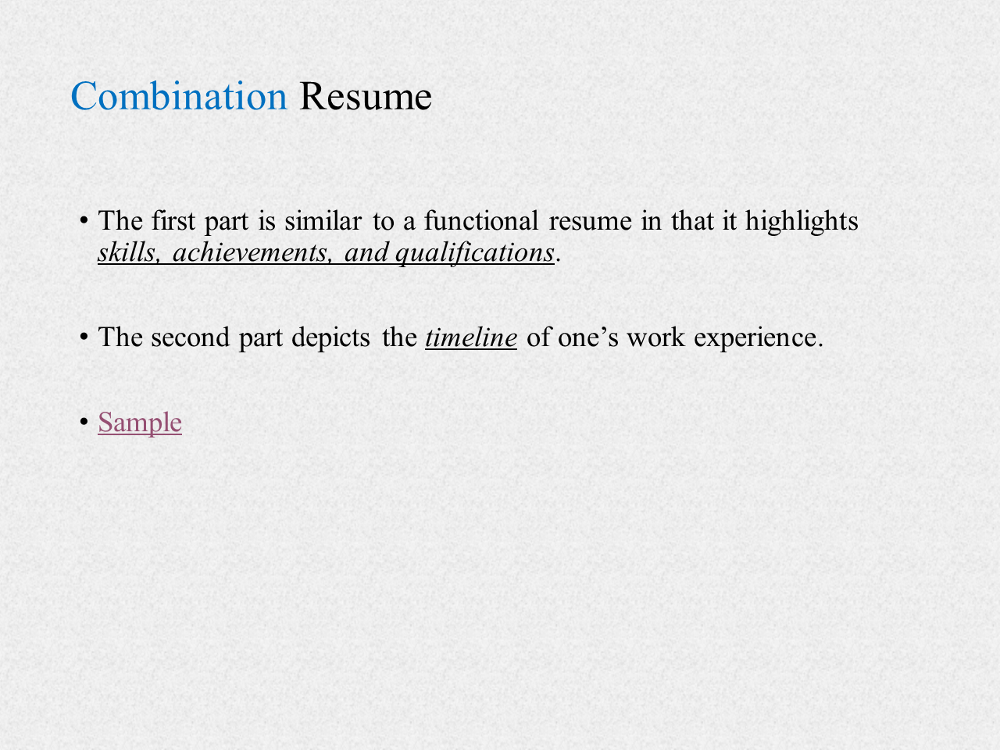 Combination Resume
• The first part is similar to a functional resume in that it highlights
skills, achievements, and qualifications.
• The second part depicts the timeline of one’s work experience.
• Sample